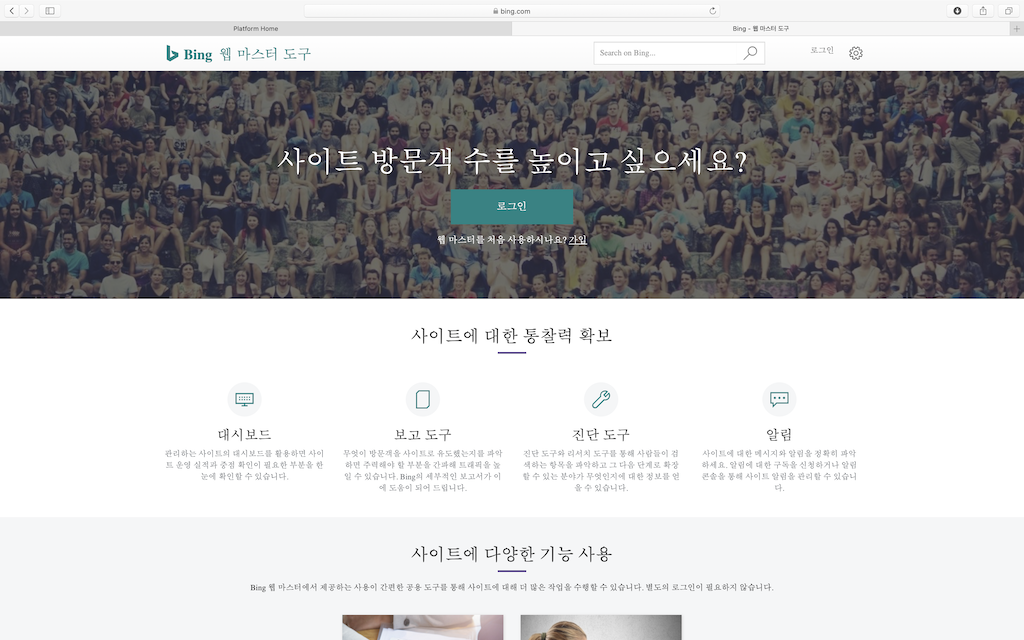 bing.com
Platform Home
Bing - 웹 마스터 도구
Bing 웹 마스터 도구
Search on Bing...
로그인
사이트 방문객 수를 높이고 싶으세요?
로그인
웹 마스터를 처음 사용하시나요? 가입
사이트에 대한 통찰력 확보
대시보드
관리하는 사이트의 대시보드를 활용하면 사이
트 운영 실적과 중점 확인이 필요한 부분을 한
눈에 확인할 수 있습니다.
보고 도구
무엇이 방문객을 사이트로 유도했는지를 파악
하면 주력해야 할 부분을 간파해 트래픽을 높
일 수 있습니다. Bing의 세부적인 보고서가 이
에 도움이 되어 드립니다.
진단 도구
진단 도구와 리서치 도구를 통해 사람들이 검
색하는 항목을 파악하고 그 다음 단계로 확장
할 수 있는 분야가 무엇인지에 대한 정보를 얻
을 수 있습니다.
알림
사이트에 대한 메시지와 알림을 정확히 파악
하세요. 알림에 대한 구독을 신청하거나 알림
콘솔을 통해 사이트 알림을 관리할 수 있습니
다.
사이트에 다양한 기능 사용
Bing 웹 마스터에서 제공하는 사용이 간편한 공용 도구를 통해 사이트에 대해 더 많은 작업을 수행할 수 있습니다. 별도의 로그인이 필요하지 않습니다.